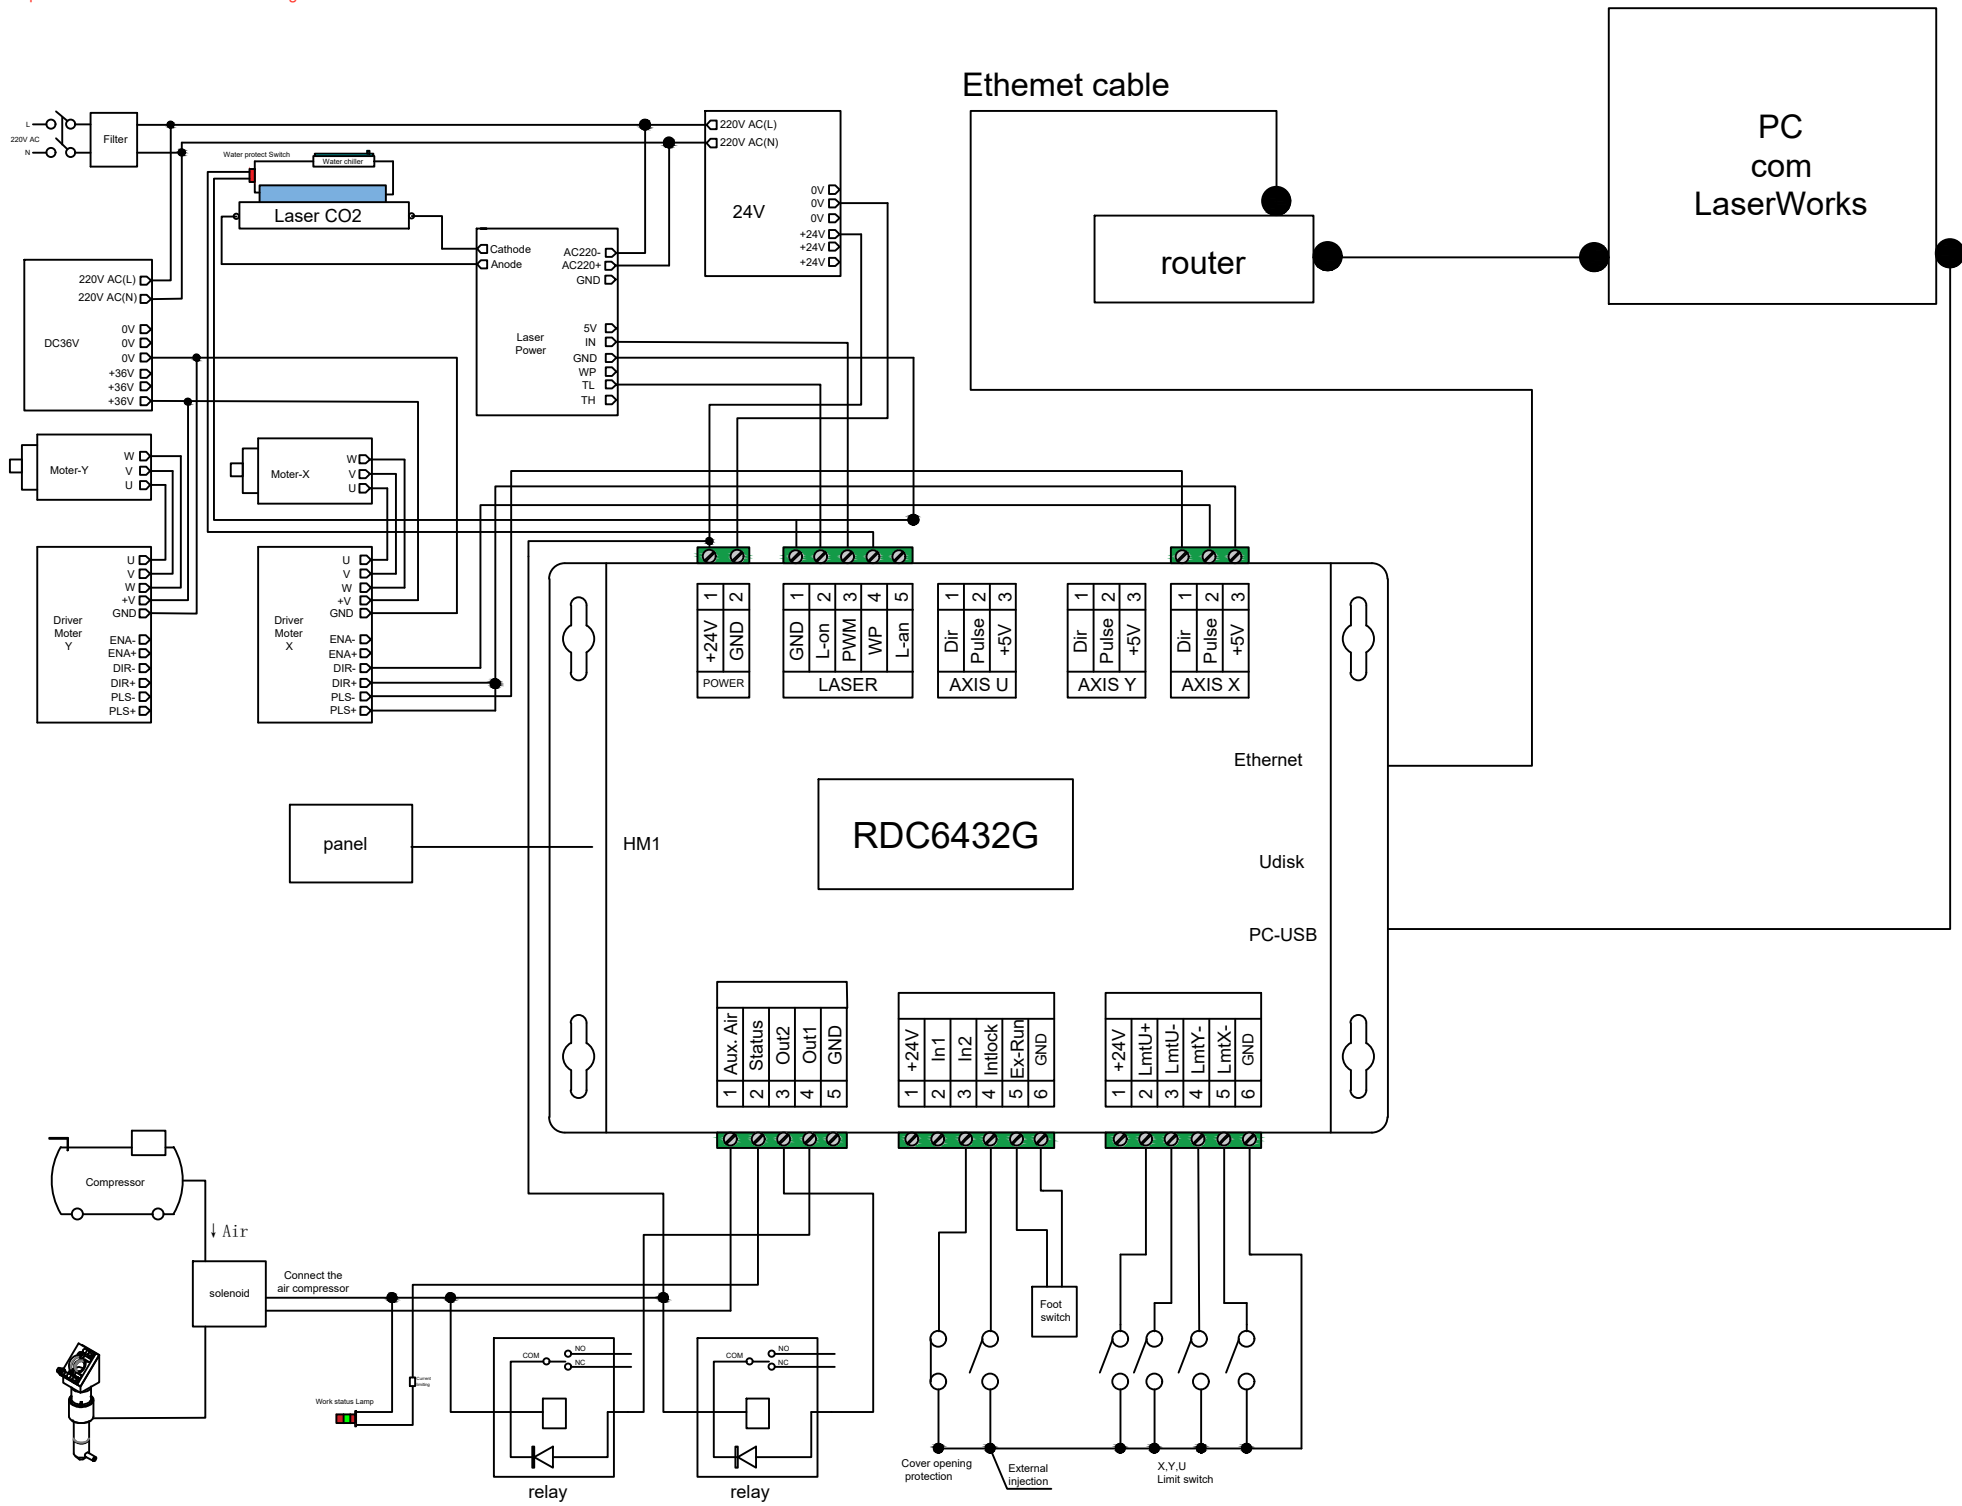 Ethemet cable
PC
com
LaserWorks
router
L
220V AC
N
Filter
Water protect Switch
Water chiller
Laser CO2
220V AC(L)
220V AC(N)
24V
0V
0V
0V
+24V
+24V
+24V
Cathode
Anode
AC220-
AC220+
GND
Laser
Power
5V
IN
GND
WP
TL
TH
220V AC(L)
220V AC(N)
DC36V
0V
0V
0V
+36V
+36V
+36V
Moter-Y
W
V
U
Moter-X
W
V
U
Driver
Moter
Y
U
V
W
+V
GND
ENA-
ENA+
DIR-
DIR+
PLS-
PLS+
Driver
Moter
X
U
V
W
+V
GND
ENA-
ENA+
DIR-
DIR+
PLS-
PLS+
1 2
+24V GND
POWER
1 2 3 4 5
GND L-on PWM WP L-an
LASER
1 2 3
Dir Pulse +5V
AXIS U
1 2 3
Dir Pulse +5V
AXIS Y
1 2 3
Dir Pulse +5V
AXIS X
Ethernet
panel
HM1
RDC6432G
Udisk
PC-USB
Aux. Air Status Out2 Out1 GND
1 2 3 4 5
+24V In1 In2 Intlock Ex-Run GND
1 2 3 4 5 6
+24V LmtU+ LmtU- LmtY- LmtX- GND
1 2 3 4 5 6
Compressor
↓ Air
solenoid
Connect the
air compressor
Foot
switch
Work status Lamp
COM
NO
NC
relay
COM
NO
NC
relay
Cover opening
protection
External
injection
X,Y,U
Limit switch